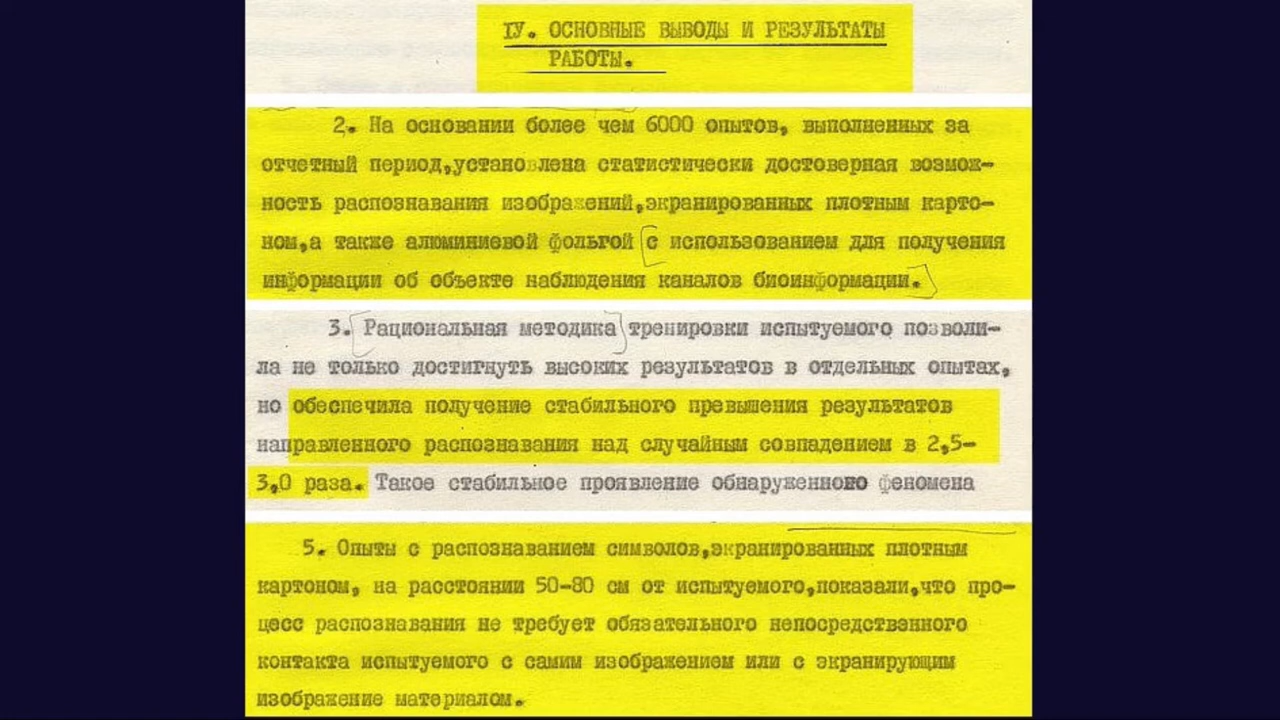 IУ. ОСНОВНЫЕ ВЫВОДЫ И РЕЗУЛЬТАТЫ
РАБОТЫ.
2. На основании более чем 6000 опытов, выполненных за
отчетный период,установлена статистически достоверная возмож-
ность распознавания изображений,экранированных плотным карто-
ном,а также алюминиевой фольгой [с использованием для получения
информации об объекте наблюдения каналов биоинформации.]
3. [Рациональная методика] тренировки испытуемого позволи-
ла не только достигнуть высоких результатов в отдельных опытах,
но обеспечила получение стабильного превышения результатов
направленного распознавания над случайным совпадением в 2,5-
3,0 раза. Такое стабильное проявление обнаруженного феномена
5. Опыты с распознаванием символов,экранированных плотным
картоном, на расстоянии 50-80 см от испытуемого,показали,что про-
цесс распознавания не требует обязательного непосредственного
контакта испытуемого с самим изображением или с экранирующим
изображение материалом.